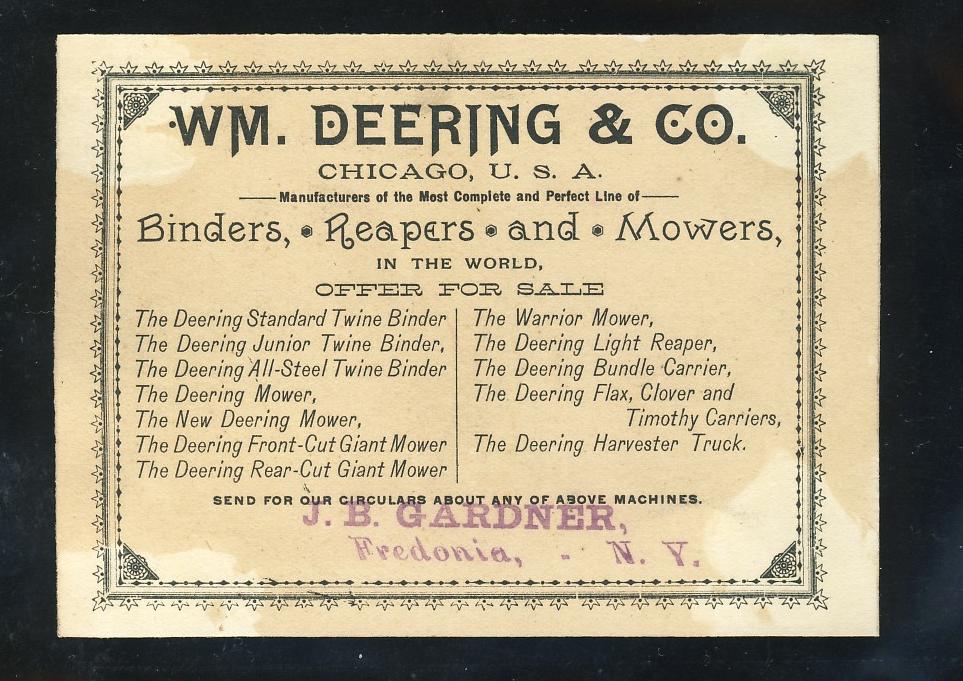 WM. DEERING & CO.
CHICAGO, U. S. A.
Manufacturers of the Most Complete and Perfect Line of
Binders, Reapers and Mowers,
IN THE WORLD,
OFFER FOR SALE
The Deering Standard Twine Binder
The Deering Junior Twine Binder,
The Deering All-Steel Twine Binder
The Deering Mower,
The New Deering Mower,
The Deering Front-Cut Giant Mower
The Deering Rear-Cut Giant Mower
The Warrior Mower,
The Deering Light Reaper,
The Deering Bundle Carrier,
The Deering Flax, Clover and
Timothy Carriers,
The Deering Harvester Truck.
SEND FOR OUR CIRCULARS ABOUT ANY OF ABOVE MACHINES.
J. B. GARDNER,
Fredonia, - N. Y.